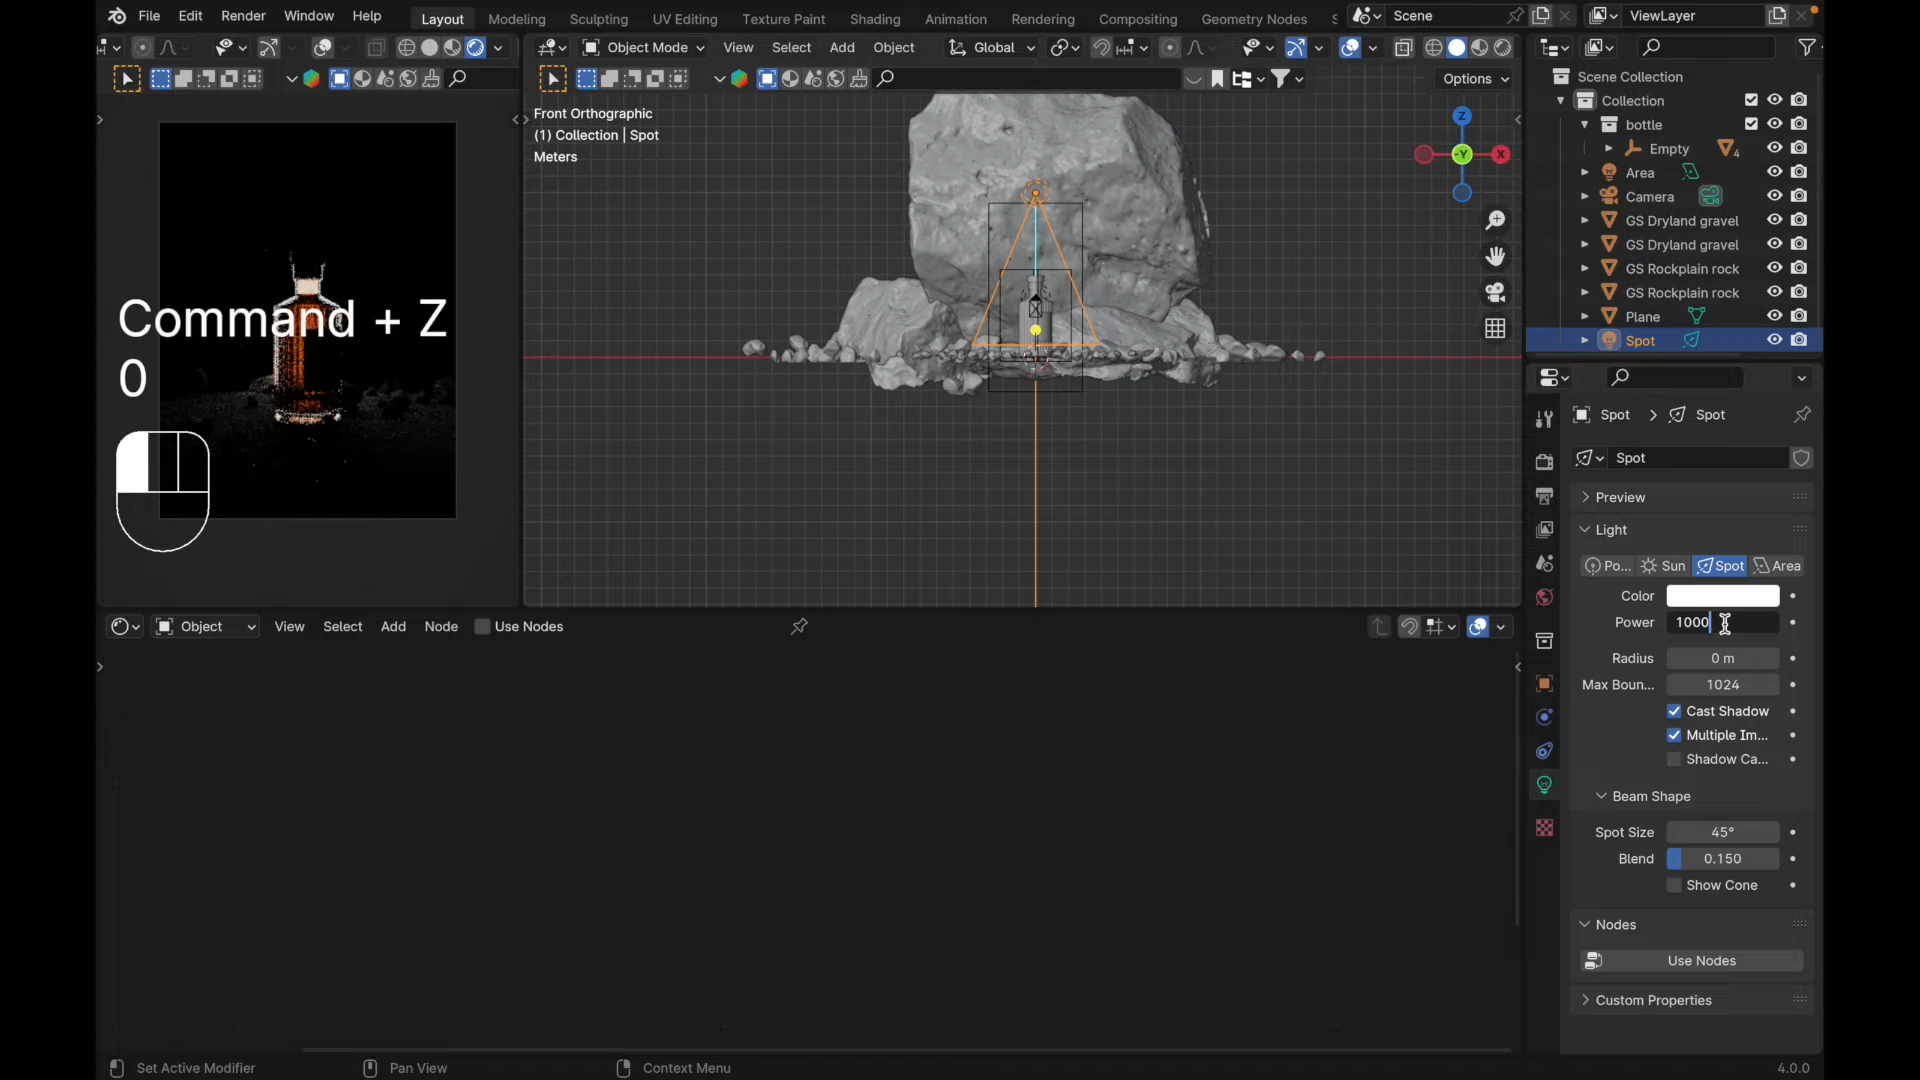 File Edit Render Window Help
Layout Modeling Sculpting UV Editing Texture Paint Shading Animation Rendering Compositing Geometry Nodes S
Scene
ViewLayer
Object Mode View Select Add Object Global
Options
Front Orthographic
(1) Collection | Spot
Meters
Z
-Y
X
Command + Z
0
Scene Collection
Collection
bottle
Empty 4
Area
Camera
GS Dryland gravel
GS Dryland gravel
GS Rockplain rock
GS Rockplain rock
Plane
Spot
Spot > Spot
Spot
Preview
Light
Po... Sun Spot Area
Color
Power 1000
Radius 0 m
Max Boun... 1024
Cast Shadow
Multiple Im...
Shadow Ca...
Beam Shape
Spot Size 45°
Blend 0.150
Show Cone
Nodes
Use Nodes
Custom Properties
Object View Select Add Node Use Nodes
Set Active Modifier Pan View Context Menu 4.0.0